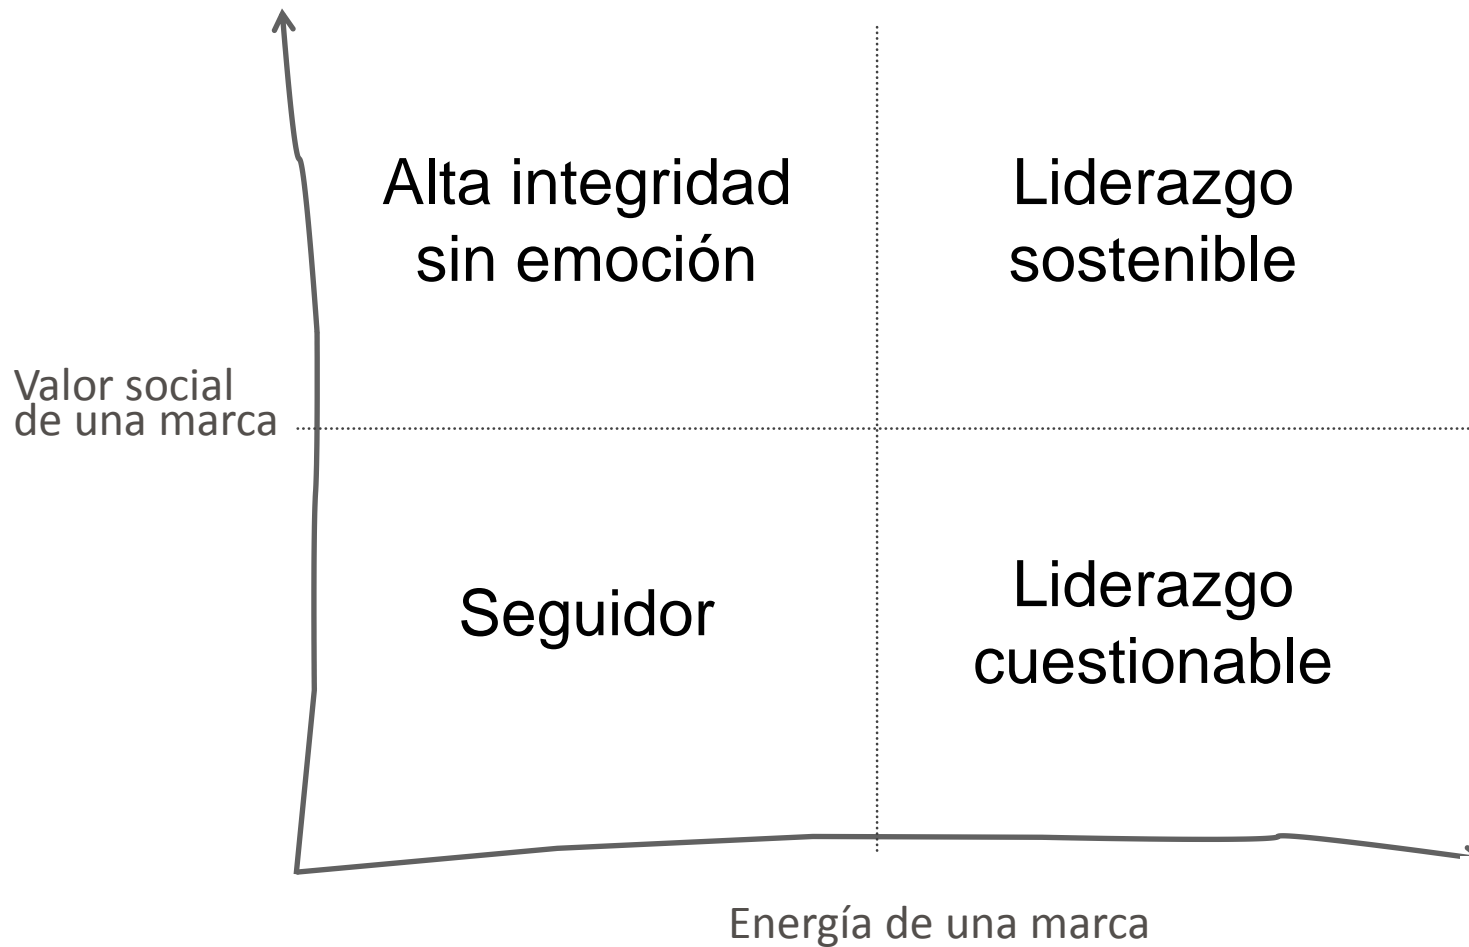 Alta integridad
sin emoción
Liderazgo
sostenible
Valor social
de una marca
Seguidor
Liderazgo
cuestionable
Energía de una marca